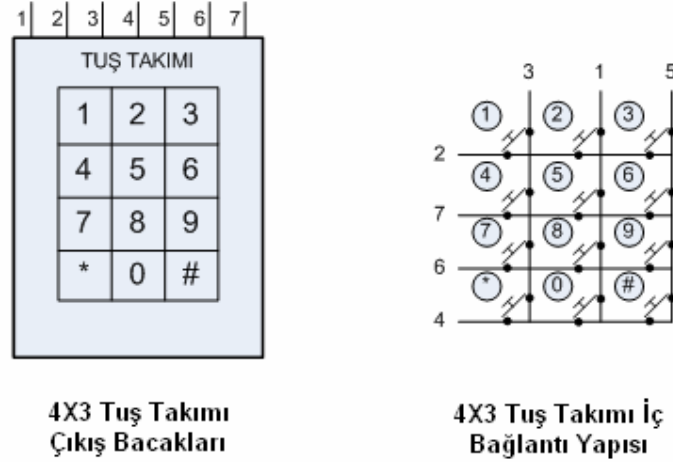 1 2 3 4 5 6 7
TUŞ TAKIMI
1 2 3
4 5 6
7 8 9
* 0 #
4X3 Tuş Takımı
Çıkış Bacakları
3 1 5
1 2 3
2
4 5 6
7
7 8 9
6
* 0 #
4
4X3 Tuş Takımı İç
Bağlantı Yapısı